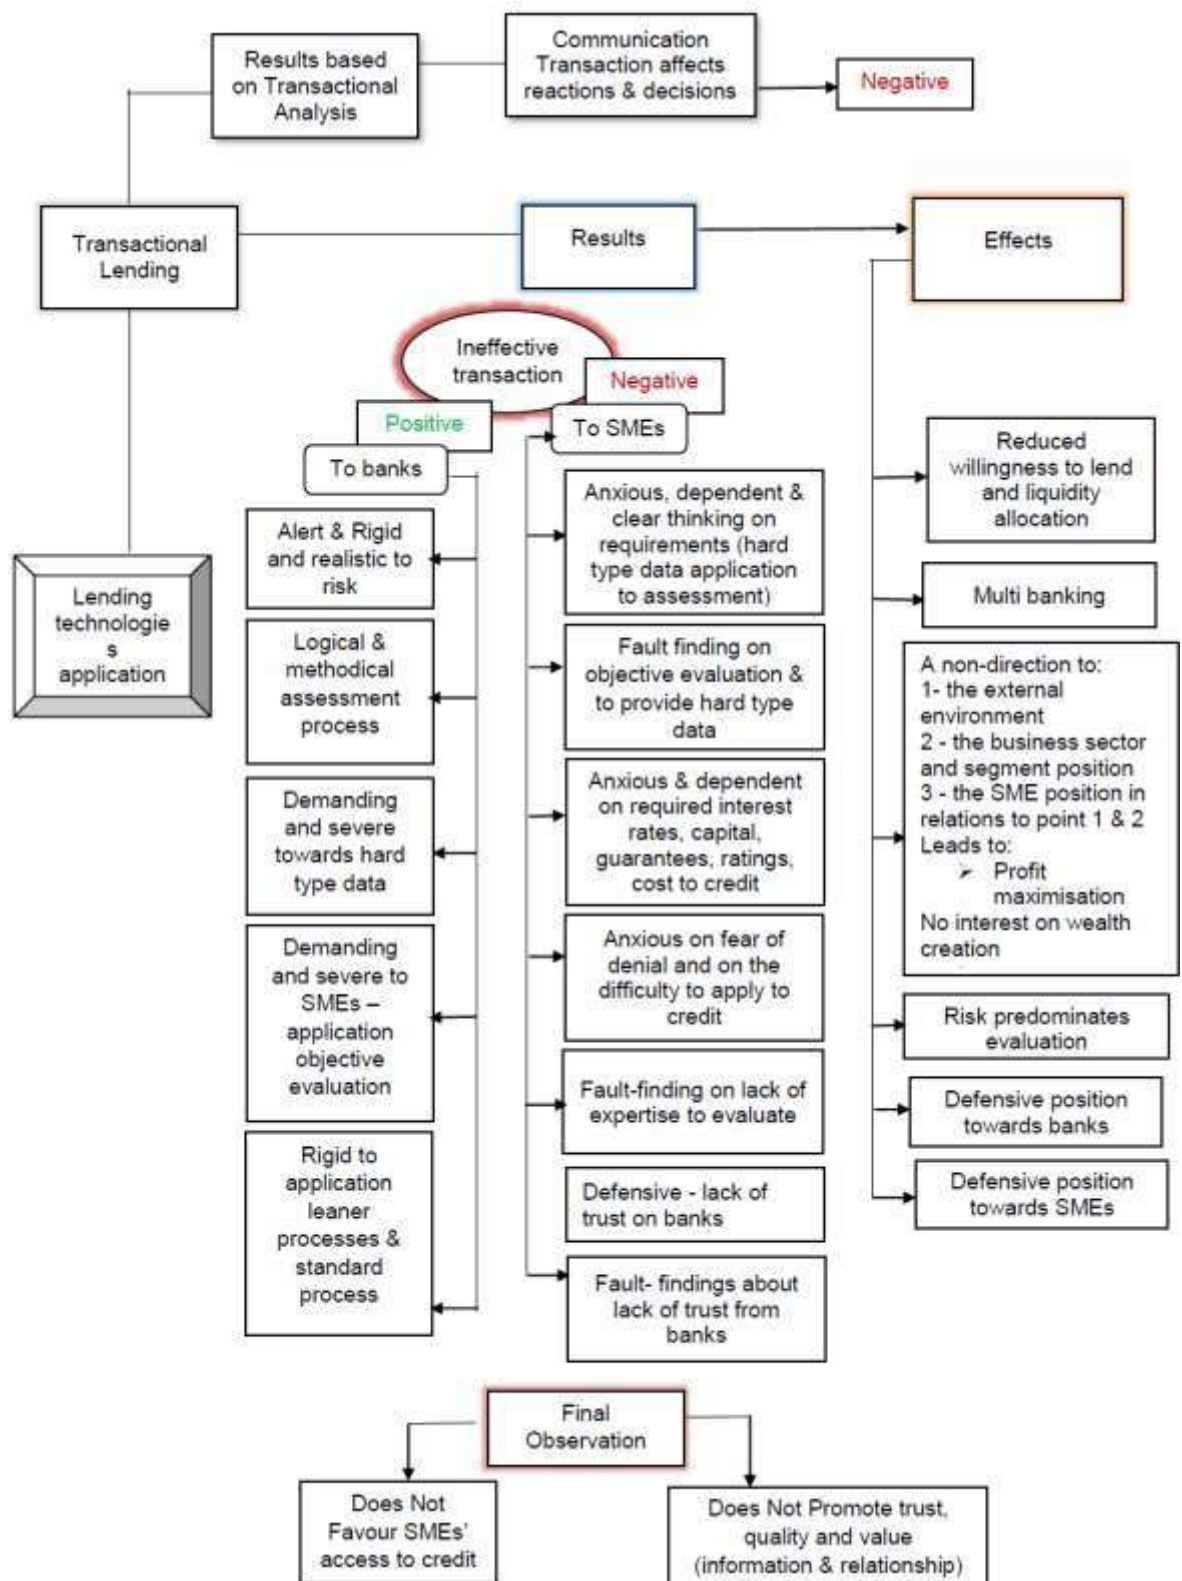 Results based
on Transactional
Analysis
Communication
Transaction affects
reactions & decisions
Negative
Transactional
Lending
Results
Effects
Ineffective
transaction
Negative
Positive
To SMEs
To banks
Lending
technologie
s
application
Alert & Rigid
and realistic to
risk
Logical &
methodical
assessment
process
Demanding
and severe
towards hard
type data
Demanding
and severe to
SMEs –
application
objective
evaluation
Rigid to
application
leaner
processes &
standard
process
Anxious, dependent &
clear thinking on
requirements (hard
type data application
to assessment)
Fault finding on
objective evaluation &
to provide hard type
data
Anxious & dependent
on required interest
rates, capital,
guarantees, ratings,
cost to credit
Anxious on fear of
denial and on the
difficulty to apply to
credit
Fault-finding on lack of
expertise to evaluate
Defensive - lack of
trust on banks
Fault- findings about
lack of trust from
banks
Reduced
willingness to lend
and liquidity
allocation
Multi banking
A non-direction to:
1- the external
environment
2 - the business sector
and segment position
3 - the SME position in
relations to point 1 & 2
Leads to:
➢ Profit
maximisation
No interest on wealth
creation
Risk predominates
evaluation
Defensive position
towards banks
Defensive position
towards SMEs
Final
Observation
Does Not
Favour SMEs'
access to credit
Does Not Promote trust,
quality and value
(information & relationship)